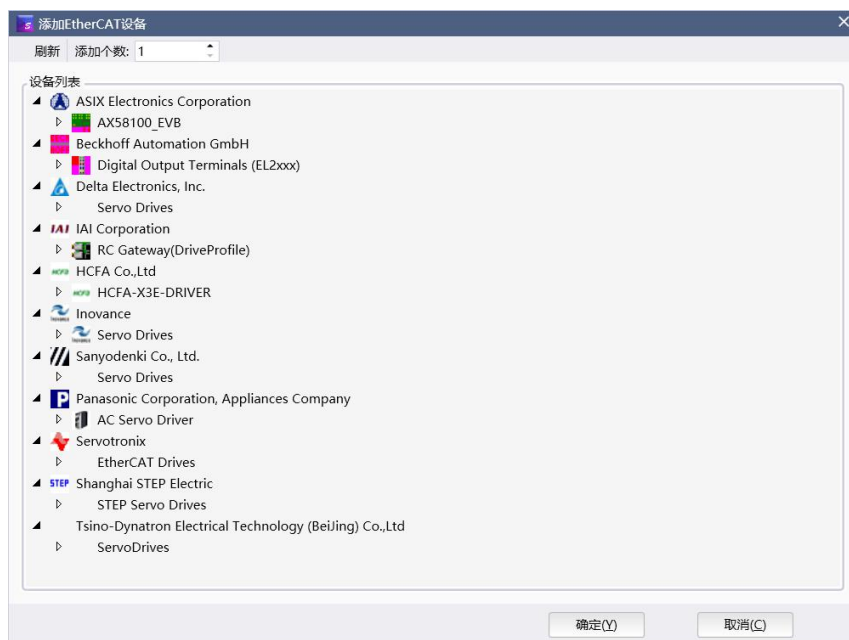 添加EtherCAT设备
刷新 添加个数: 1
设备列表
ASIX Electronics Corporation
AX58100_EVB
Beckhoff Automation GmbH
Digital Output Terminals (EL2xxx)
Delta Electronics, Inc.
Servo Drives
IAI IAI Corporation
RC Gateway(DriveProfile)
HCFA HCFA Co.,Ltd
HCFA HCFA-X3E-DRIVER
Inovance
Servo Drives
Sanyodenki Co., Ltd.
Servo Drives
P Panasonic Corporation, Appliances Company
AC Servo Driver
Servotronix
EtherCAT Drives
STEP Shanghai STEP Electric
STEP Servo Drives
Tsino-Dynatron Electrical Technology (BeiJing) Co.,Ltd
ServoDrives
确定(Y) 取消(C)